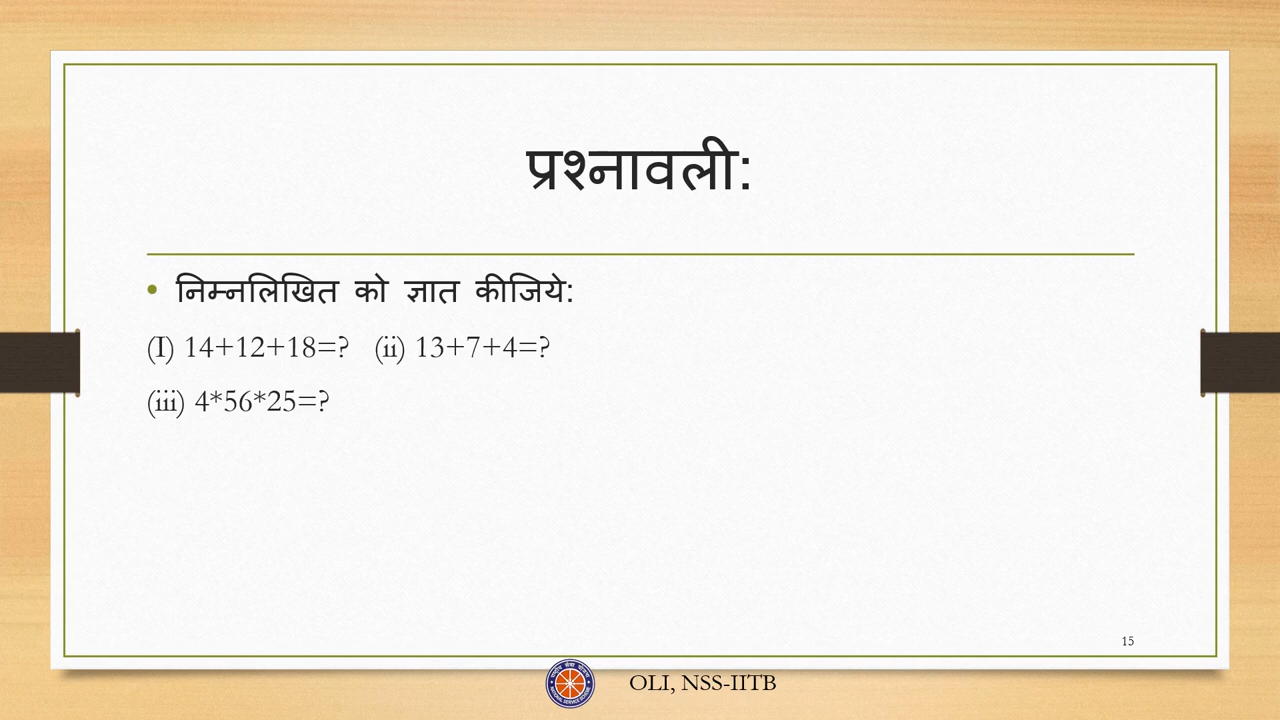 प्रश्नावली:
• निम्नलिखित को ज्ञात कीजिये:
(I) 14+12+18=? (ii) 13+7+4=?
(iii) 4*56*25=?
15
OLI, NSS-IITB